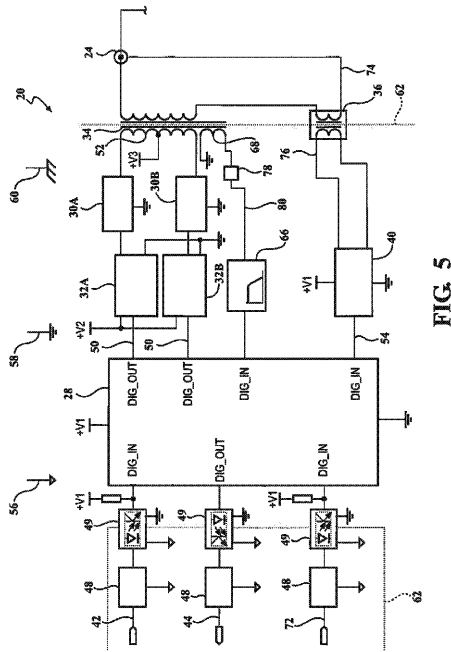 56
58
60
20
42
48
49
+V1
28
+V1
DIG_IN
DIG_OUT
50
+V2
32A
30A
34
52
24
+V3
44
48
49
DIG_OUT
DIG_OUT
50
32B
30B
68
78
DIG_IN
66
80
72
48
49
+V1
DIG_IN
DIG_IN
54
+V1
40
76
36
74
62
62
FIG. 5